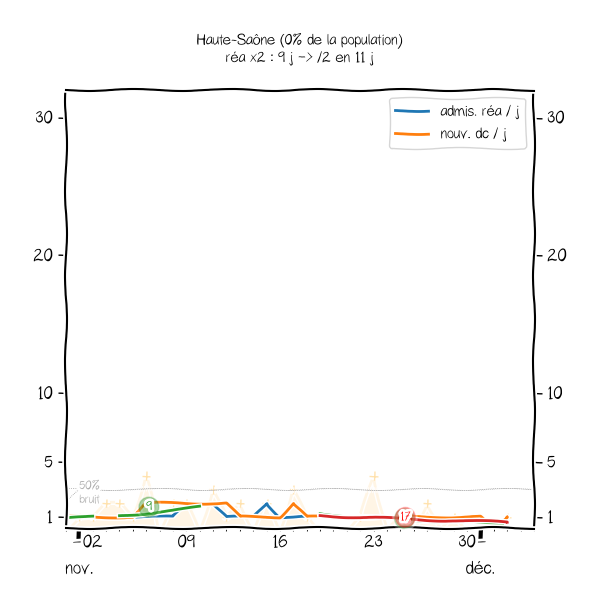 Haute-Saône (0% de la population)
réa x2 : 9 j -> /2 en 11 j
admis. réa / j
nouv. dc / j
30
30
20
20
10
10
5
5
50%
bruit
9
17
1
1
02
09
16
23
30
nov.
déc.